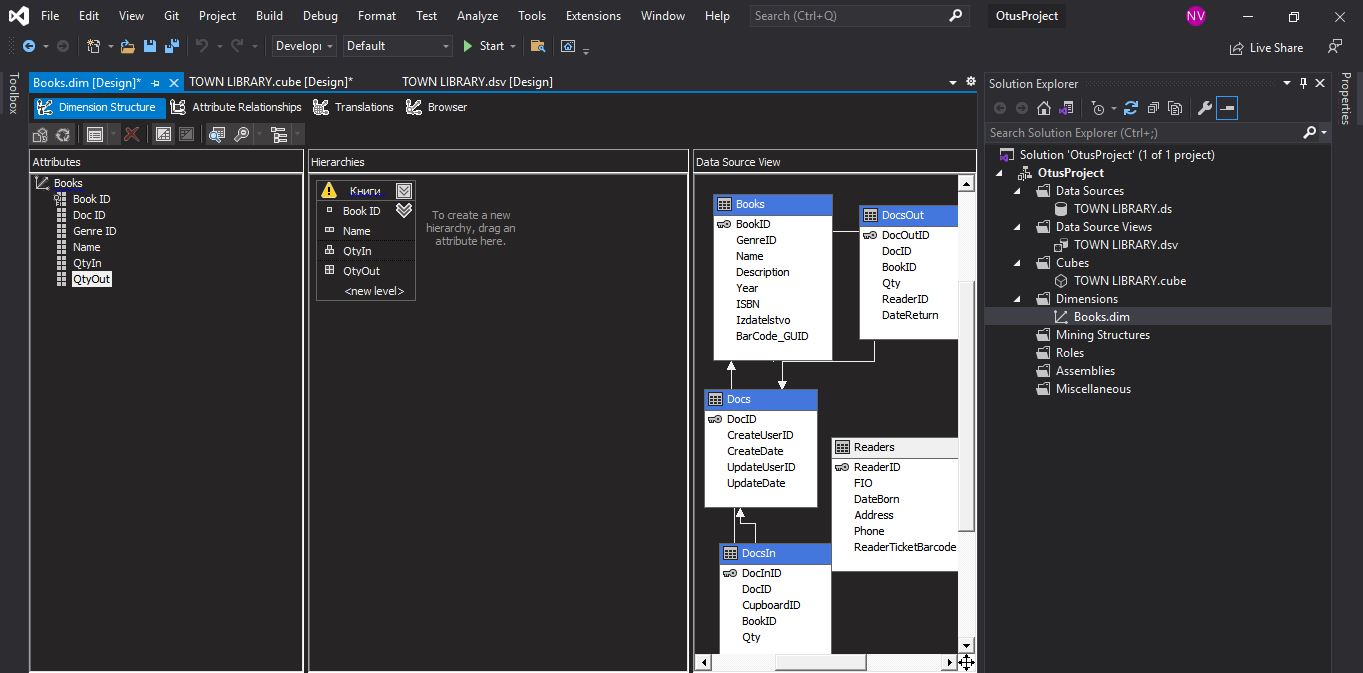 File Edit View Git Project Build Debug Format Test Analyze Tools Extensions Window Help Search (Ctrl+Q) OtusProject NV
Developı Default Start Live Share
Toolbox
Books.dim [Design]* TOWN LIBRARY.cube [Design]* TOWN LIBRARY.dsv [Design]
Dimension Structure Attribute Relationships Translations Browser
Attributes
Books
Book ID
Doc ID
Genre ID
Name
QtyIn
QtyOut
Hierarchies
Книги
Book ID
Name
QtyIn
QtyOut
<new level>
To create a new
hierarchy, drag an
attribute here.
Data Source View
Books
BookID
GenreID
Name
Description
Year
ISBN
Izdatelstvo
BarCode_GUID
DocsOut
DocOutID
DocID
BookID
Qty
ReaderID
DateReturn
Docs
DocID
CreateUserID
CreateDate
UpdateUserID
UpdateDate
Readers
ReaderID
FIO
DateBorn
Address
Phone
ReaderTicketBarcode
DocsIn
DocInID
DocID
CupboardID
BookID
Qty
Solution Explorer
Search Solution Explorer (Ctrl+;)
Solution 'OtusProject' (1 of 1 project)
OtusProject
Data Sources
TOWN LIBRARY.ds
Data Source Views
TOWN LIBRARY.dsv
Cubes
TOWN LIBRARY.cube
Dimensions
Books.dim
Mining Structures
Roles
Assemblies
Miscellaneous
Properties